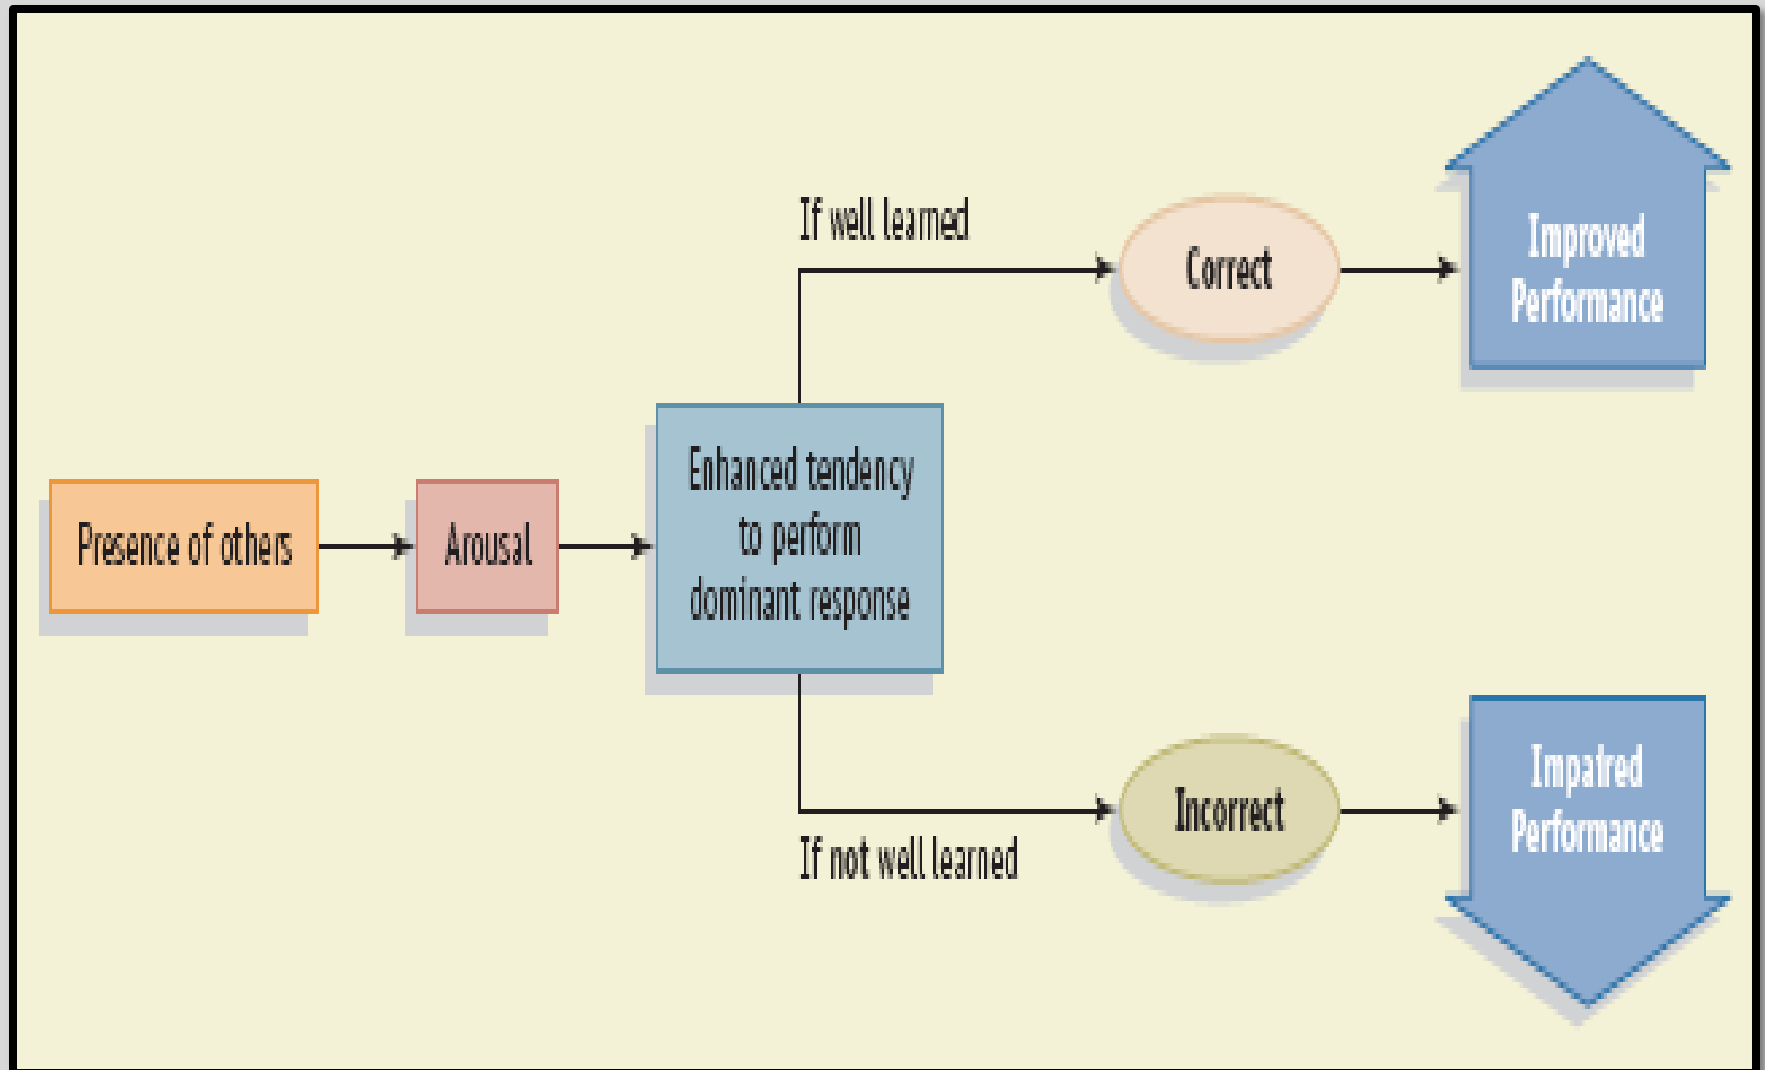 Presence of others
Arousal
Enhanced tendency
to perform
dominant response
If well learned
Correct
Improved
Performance
If not well learned
Incorrect
Impaired
Performance